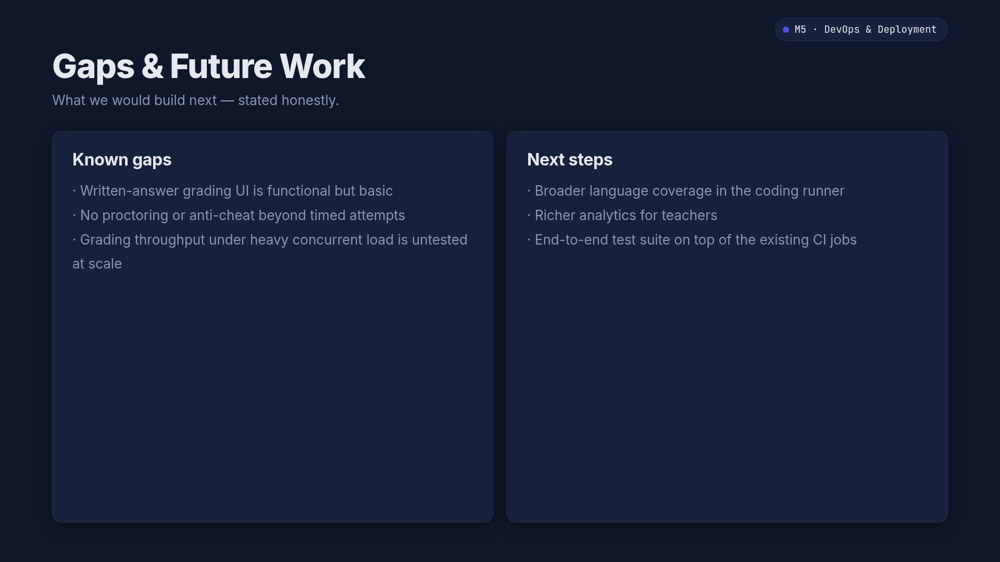 M5 · DevOps & Deployment
Gaps & Future Work
What we would build next — stated honestly.
Known gaps
· Written-answer grading UI is functional but basic
· No proctoring or anti-cheat beyond timed attempts
· Grading throughput under heavy concurrent load is untested
at scale
Next steps
· Broader language coverage in the coding runner
· Richer analytics for teachers
· End-to-end test suite on top of the existing CI jobs